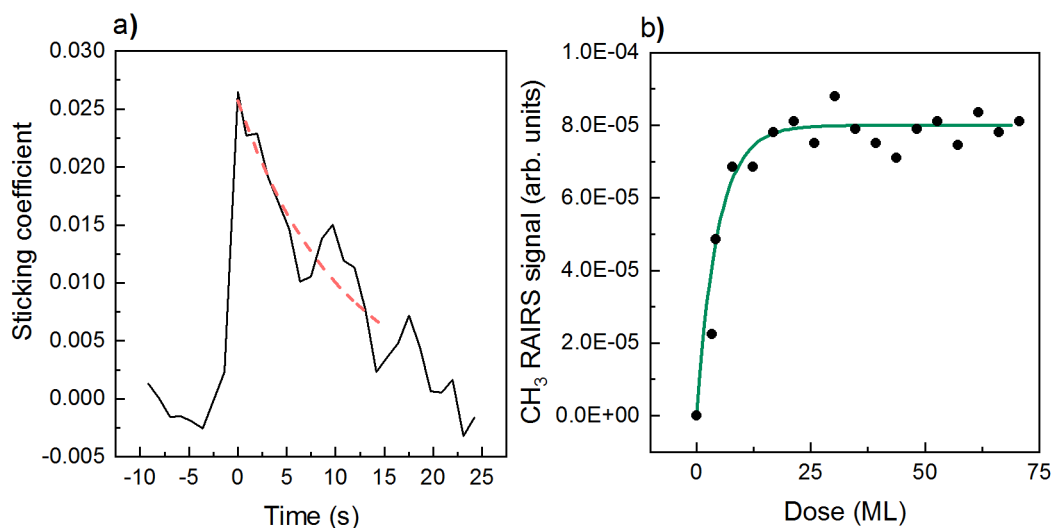 a)
0.030
0.025
0.020
0.015
0.010
0.005
0.000
-0.005
Sticking coefficient
-10 -5 0 5 10 15 20 25
Time (s)
b)
1.0E-04
8.0E-05
6.0E-05
4.0E-05
2.0E-05
0.0E+00
CH3 RAIRS signal (arb. units)
0 25 50 75
Dose (ML)